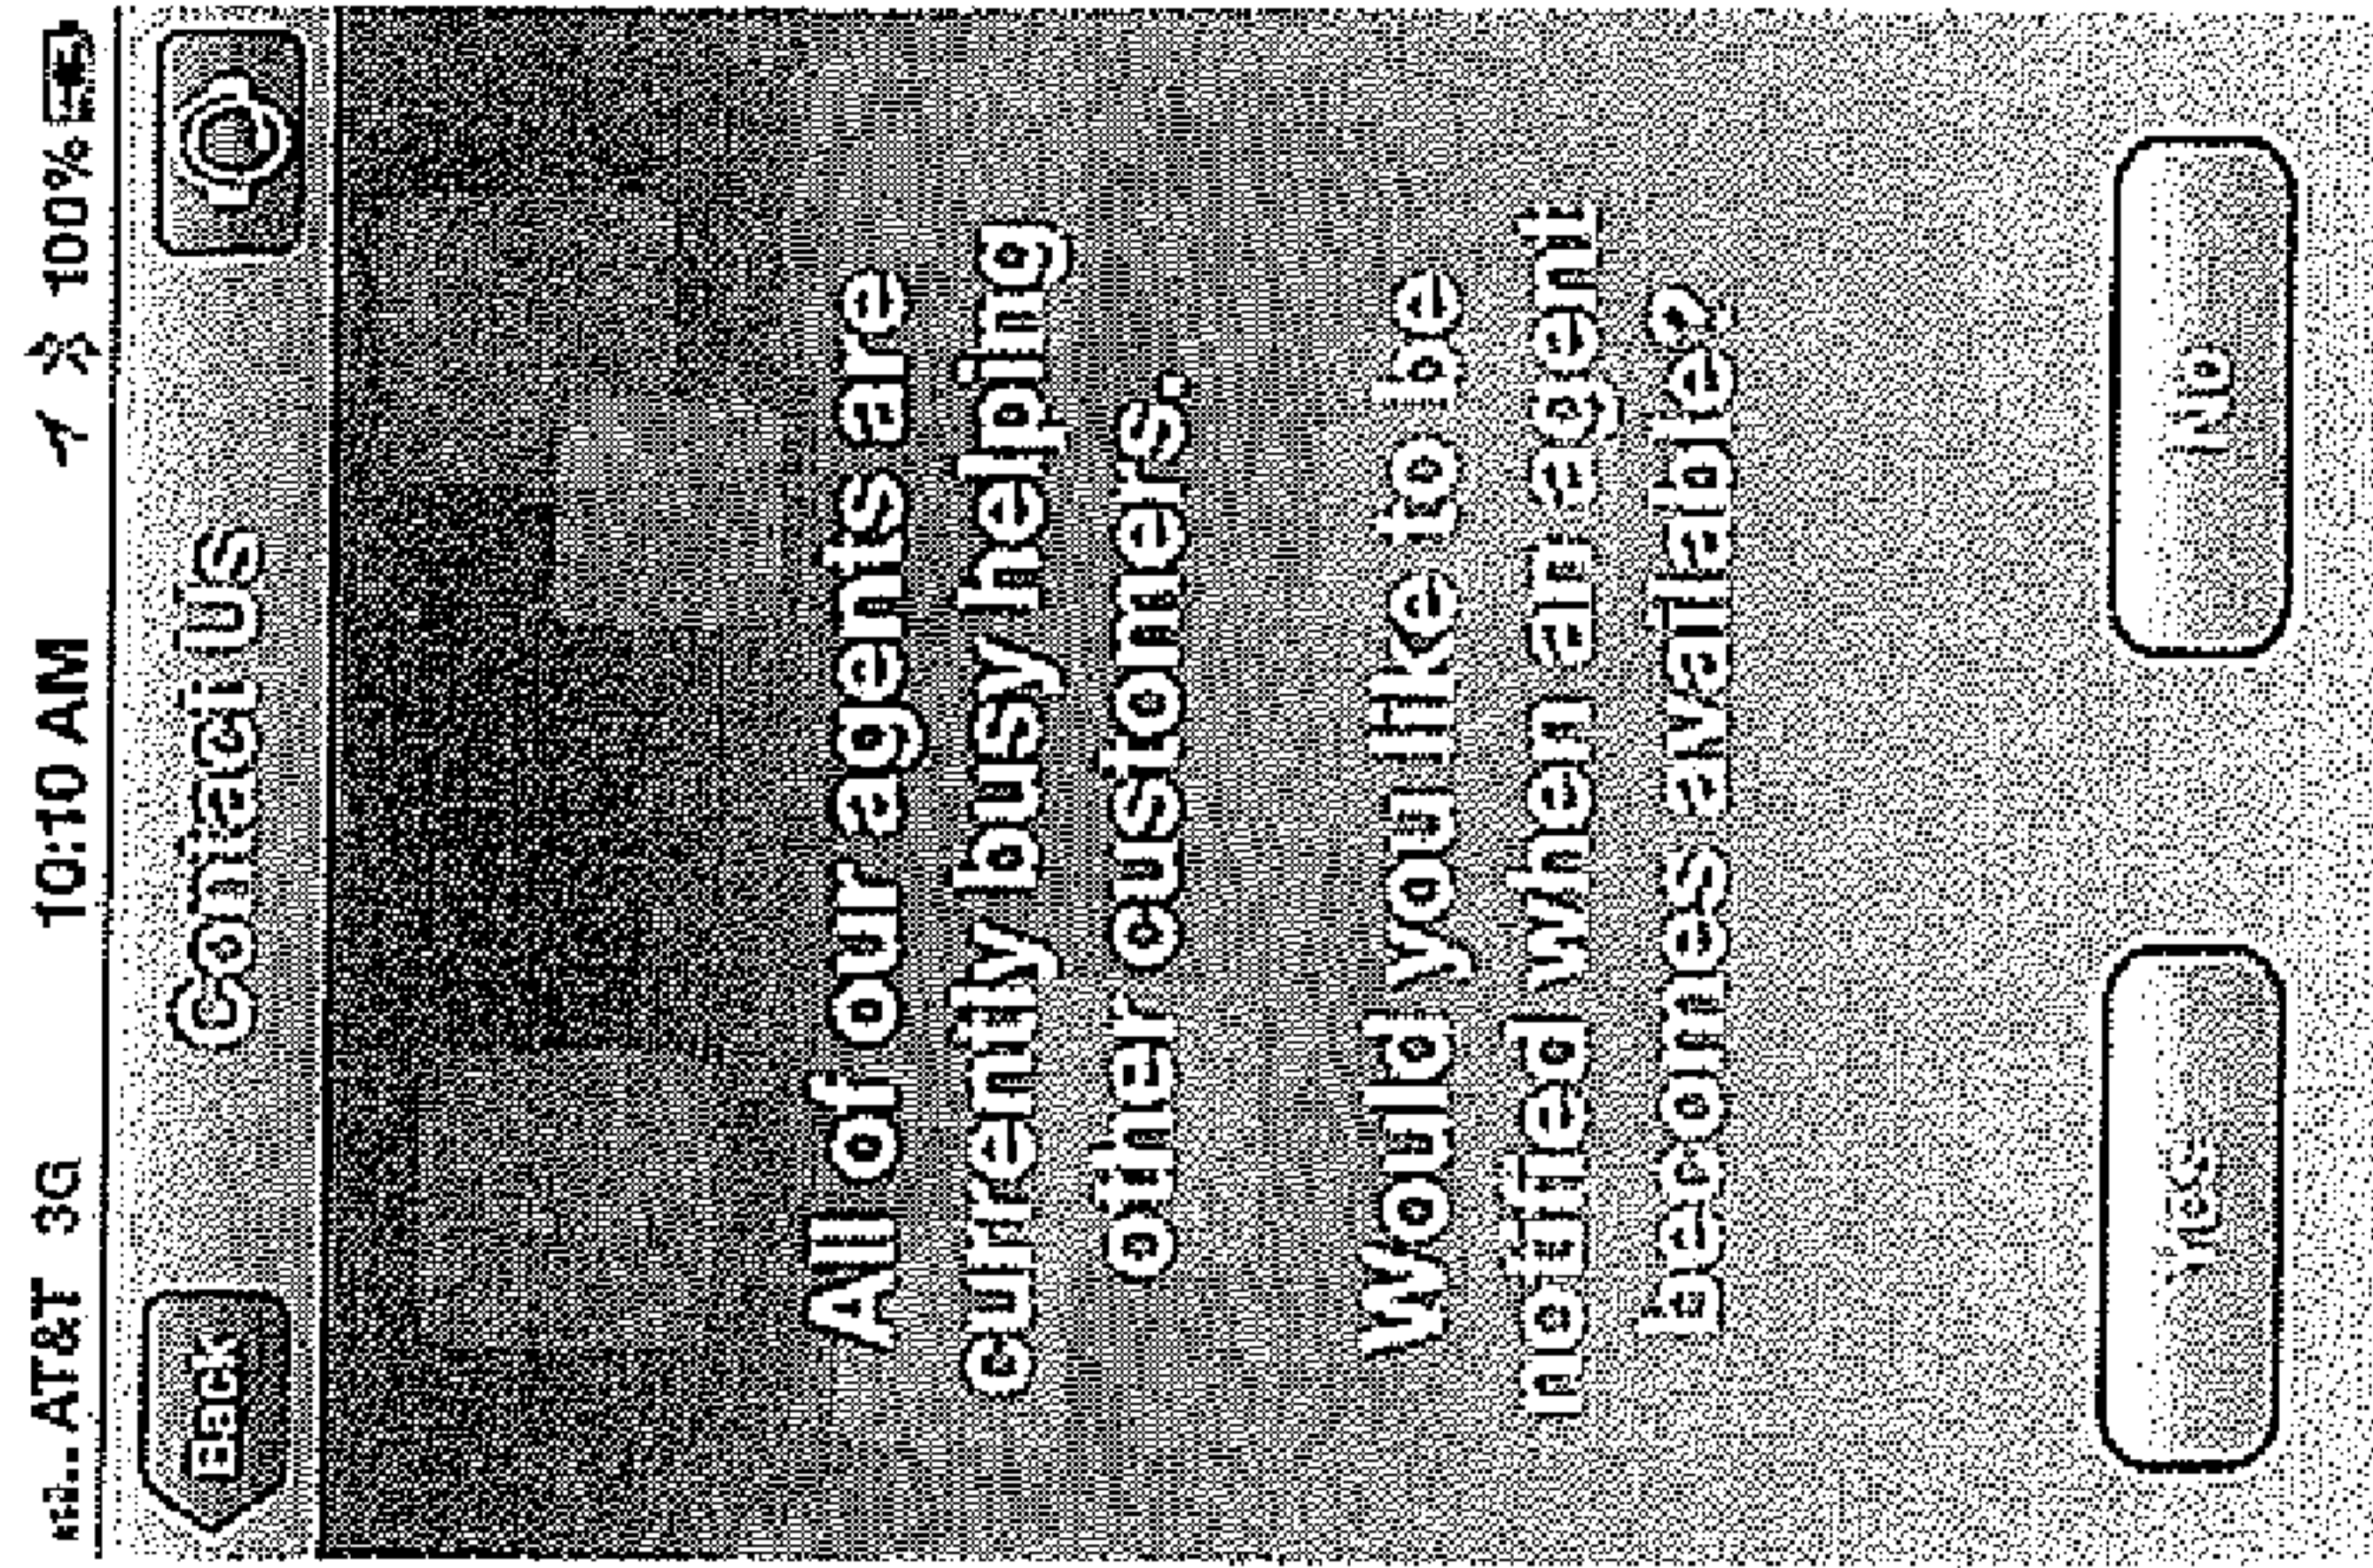 AT&T 3G 10:10 AM 100%
Back Contact Us
All of our agents are
currently busy helping
other customers.
Would you like to be
notified when an agent
becomes available?
Yes No